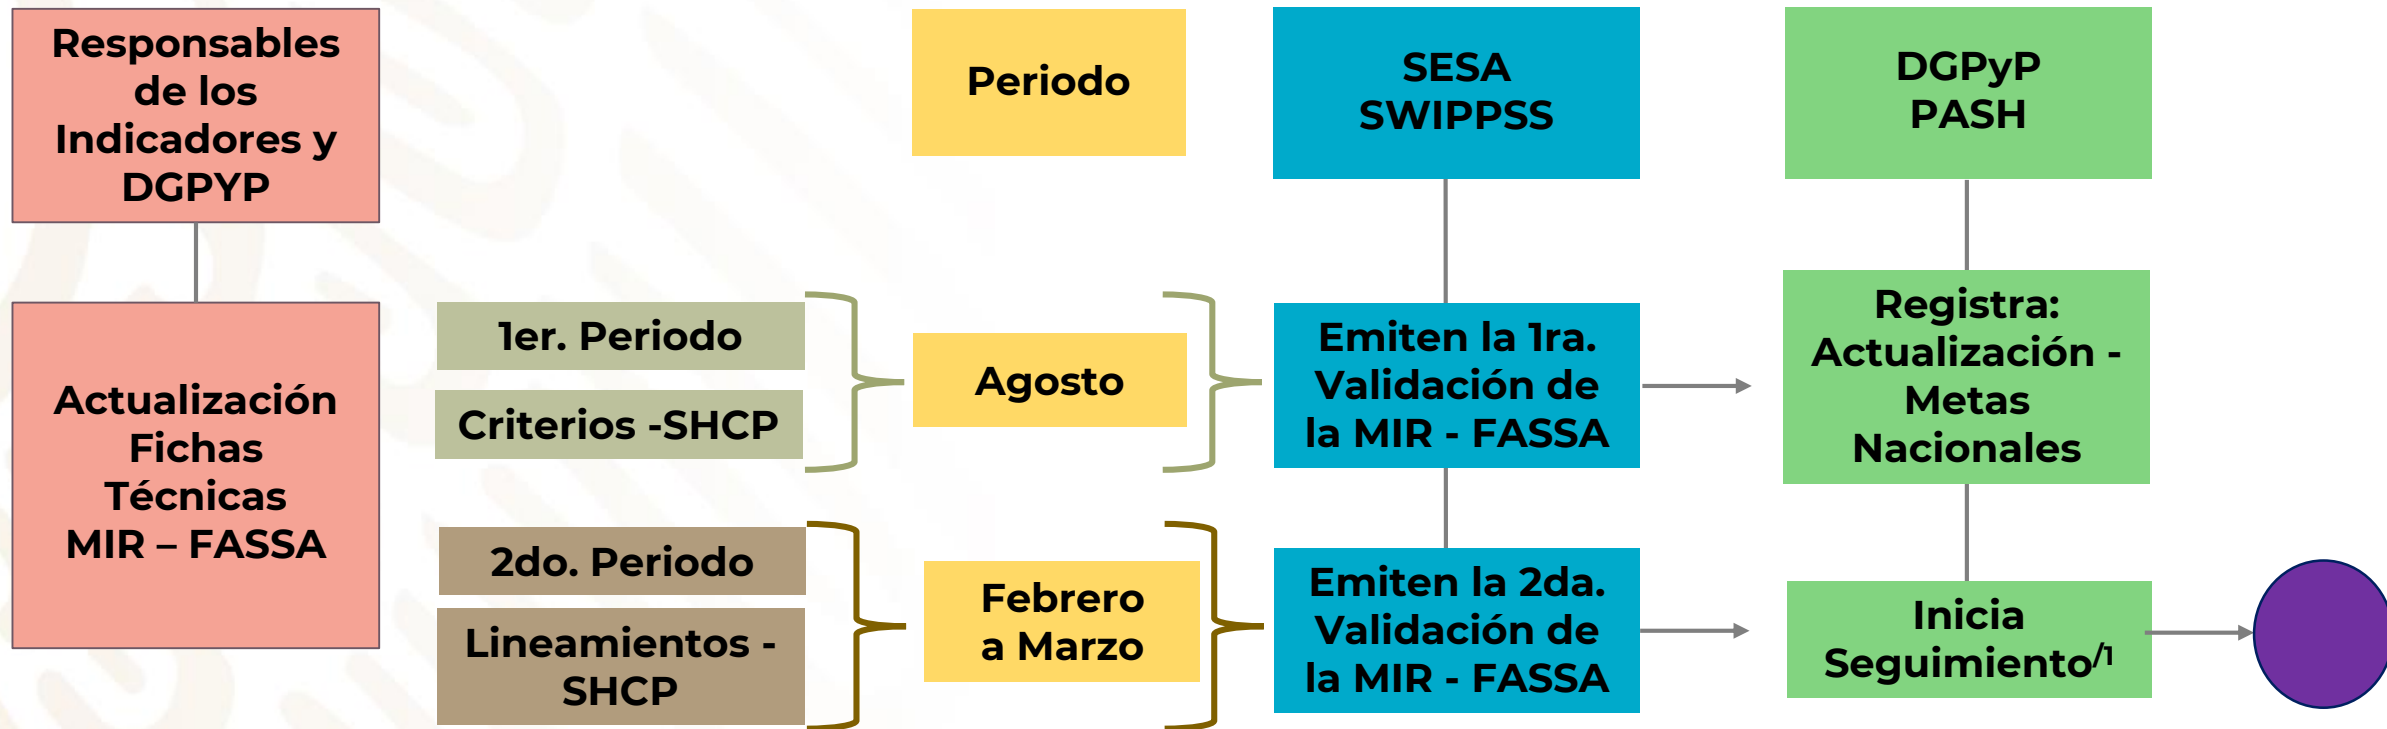 Responsables
de los
Indicadores y
DGPYP
Periodo
SESA
SWIPPSS
DGPyP
PASH
Actualización
Fichas
Técnicas
MIR – FASSA
1er. Periodo
Criterios -SHCP
Agosto
Emiten la 1ra.
Validación de
la MIR - FASSA
Registra:
Actualización -
Metas
Nacionales
2do. Periodo
Lineamientos -
SHCP
Febrero
a Marzo
Emiten la 2da.
Validación de
la MIR - FASSA
Inicia
Seguimiento/1